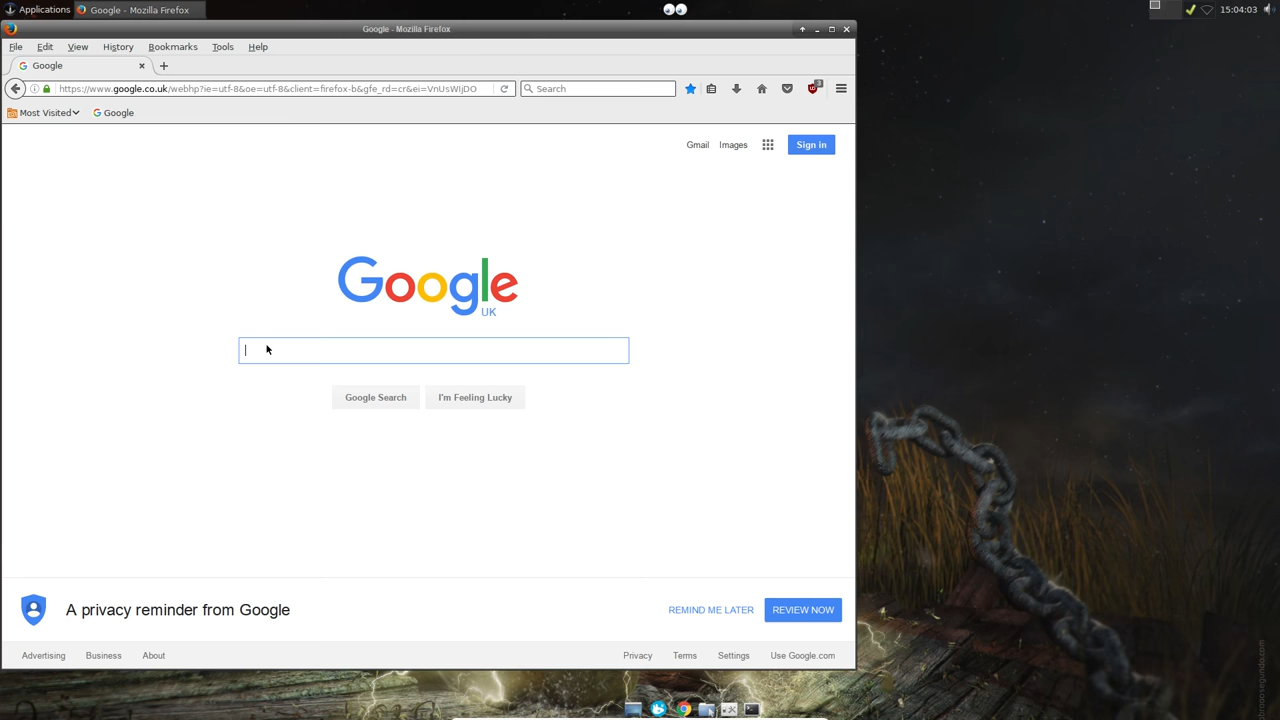 Applications Google - Mozilla Firefox 15:04:03
Google - Mozilla Firefox
File Edit View History Bookmarks Tools Help
Google
https://www.google.co.uk/webhp?ie=utf-8&oe=utf-8&client=firefox-b&gfe_rd=cr&ei=VnUsWIjDO Search 3
Most Visited Google
Gmail Images Sign in
Google
UK
Google Search I'm Feeling Lucky
A privacy reminder from Google REMIND ME LATER REVIEW NOW
Advertising Business About Privacy Terms Settings Use Google.com